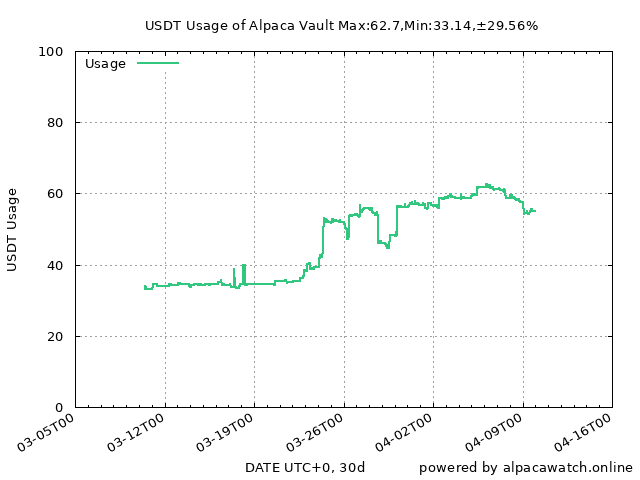 USDT Usage of Alpaca Vault Max:62.7,Min:33.14,±29.56%
Usage
100
80
60
40
20
0
USDT Usage
03-05T00
03-12T00
03-19T00
03-26T00
04-02T00
04-09T00
04-16T00
DATE UTC+0, 30d
powered by alpacawatch.online